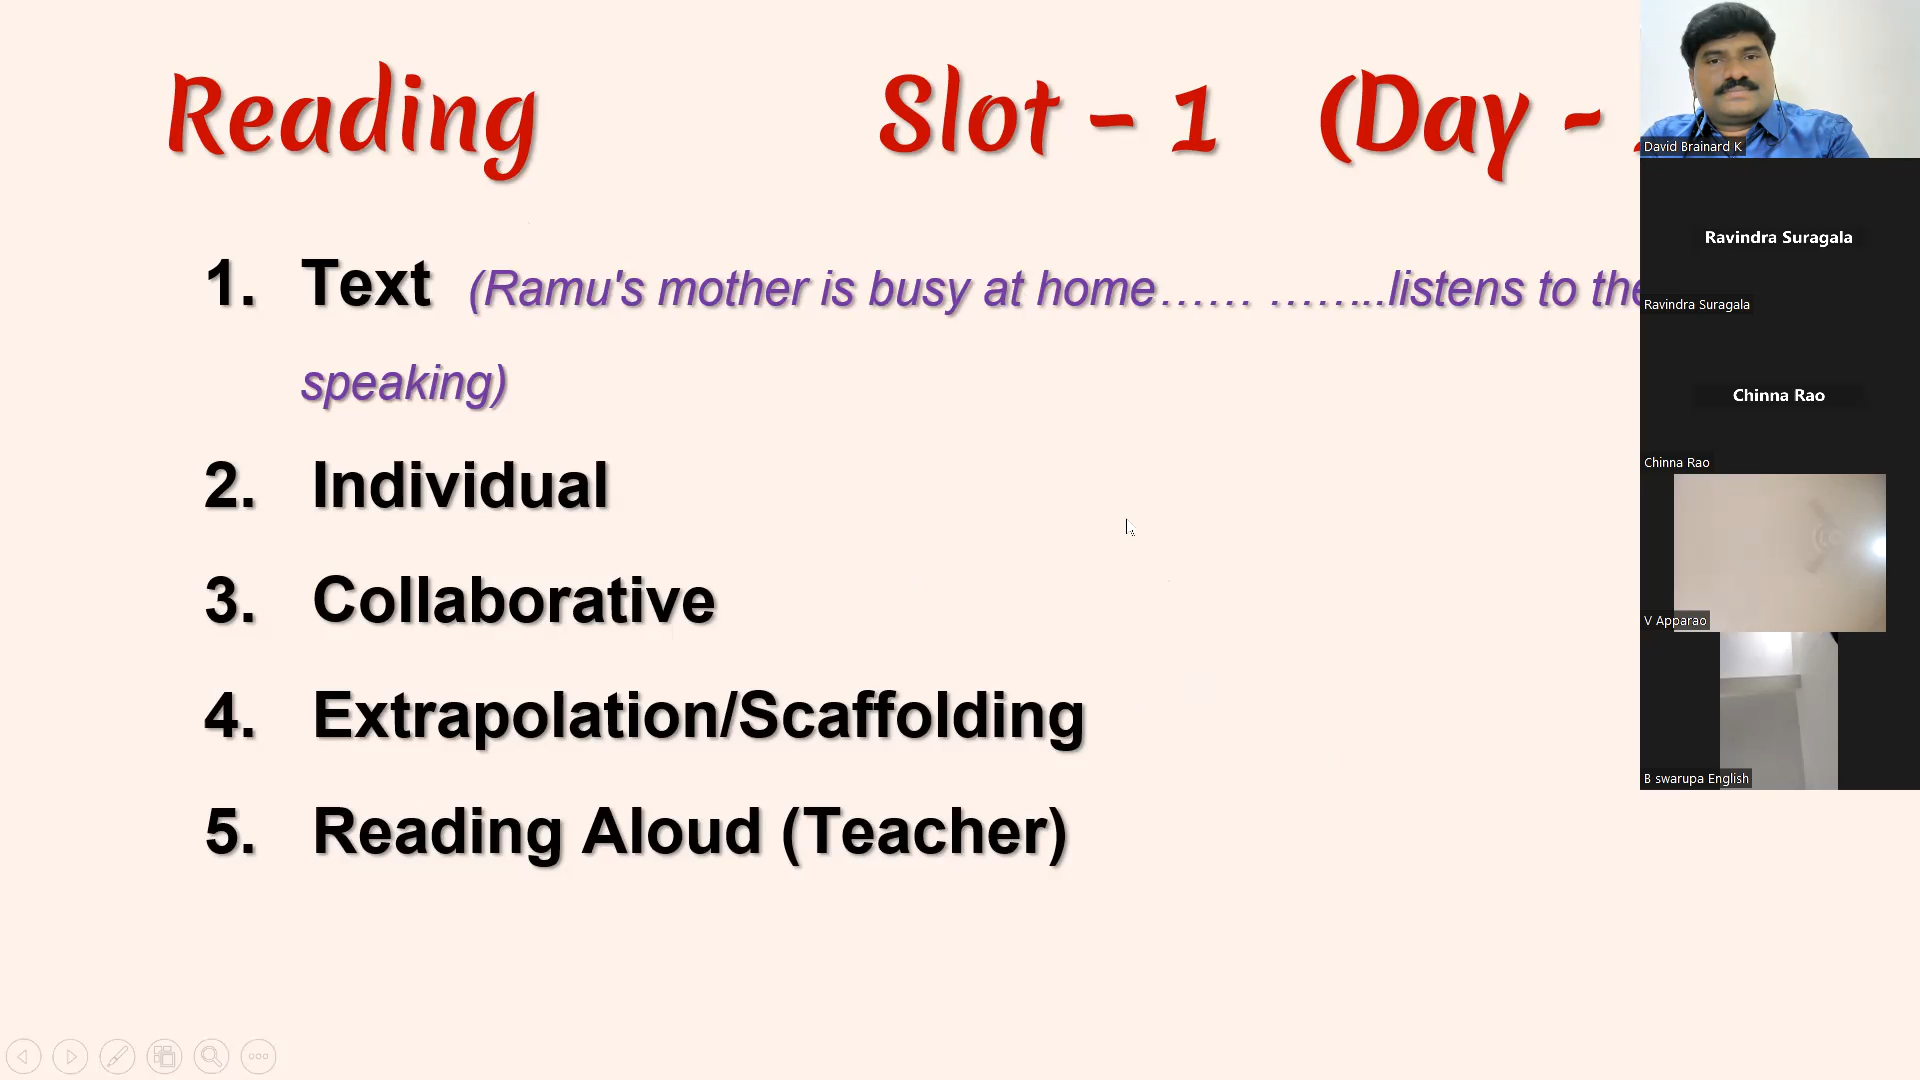 Reading Slot – 1 (Day -
1. Text (Ramu's mother is busy at home…… ……..listens to the
speaking)
2. Individual
3. Collaborative
4. Extrapolation/Scaffolding
5. Reading Aloud (Teacher)
David Brainard K
Ravindra Suragala
Ravindra Suragala
Chinna Rao
Chinna Rao
V Apparao
B swarupa English